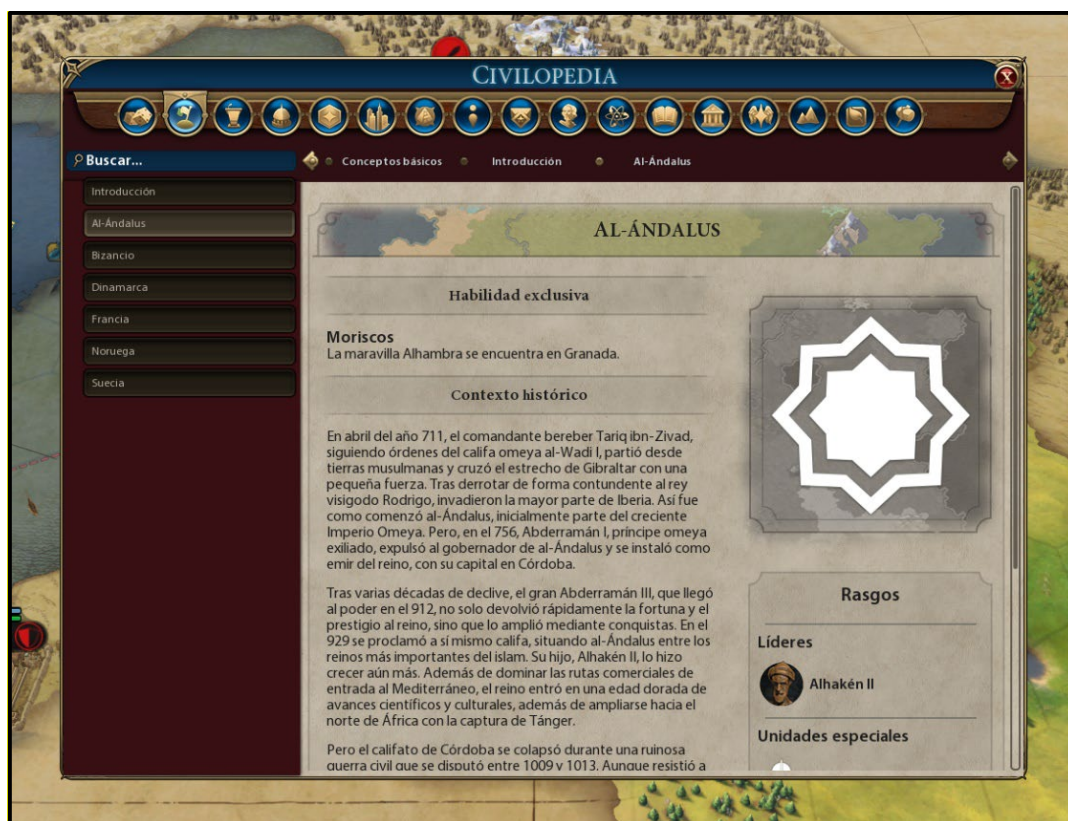 CIVILOPEDIA
Buscar...
Conceptos básicos
Introducción
Al-Ándalus
Introducción
Al-Ándalus
Bizancio
Dinamarca
Francia
Noruega
Suecia
AL-ÁNDALUS
Habilidad exclusiva
Moriscos
La maravilla Alhambra se encuentra en Granada.
Contexto histórico
En abril del año 711, el comandante bereber Tariq ibn-Zivad,
siguiendo órdenes del califa omeya al-Wadi I, partió desde
tierras musulmanas y cruzó el estrecho de Gibraltar con una
pequeña fuerza. Tras derrotar de forma contundente al rey
visigodo Rodrigo, invadieron la mayor parte de Iberia. Así fue
como comenzó al-Ándalus, inicialmente parte del creciente
Imperio Omeya. Pero, en el 756, Abderramán I, príncipe omeya
exiliado, expulsó al gobernador de al-Ándalus y se instaló como
emir del reino, con su capital en Córdoba.
Tras varias décadas de declive, el gran Abderramán III, que llegó
al poder en el 912, no solo devolvió rápidamente la fortuna y el
prestigio al reino, sino que lo amplió mediante conquistas. En el
929 se proclamó a sí mismo califa, situando al-Ándalus entre los
reinos más importantes del islam. Su hijo, Alhakén II, lo hizo
crecer aún más. Además de dominar las rutas comerciales de
entrada al Mediterráneo, el reino entró en una edad dorada de
avances científicos y culturales, además de ampliarse hacia el
norte de África con la captura de Tánger.
Pero el califato de Córdoba se colapsó durante una ruinosa
guerra civil que se disputó entre 1009 y 1013. Aunque resistió a
Rasgos
Líderes
Alhakén II
Unidades especiales